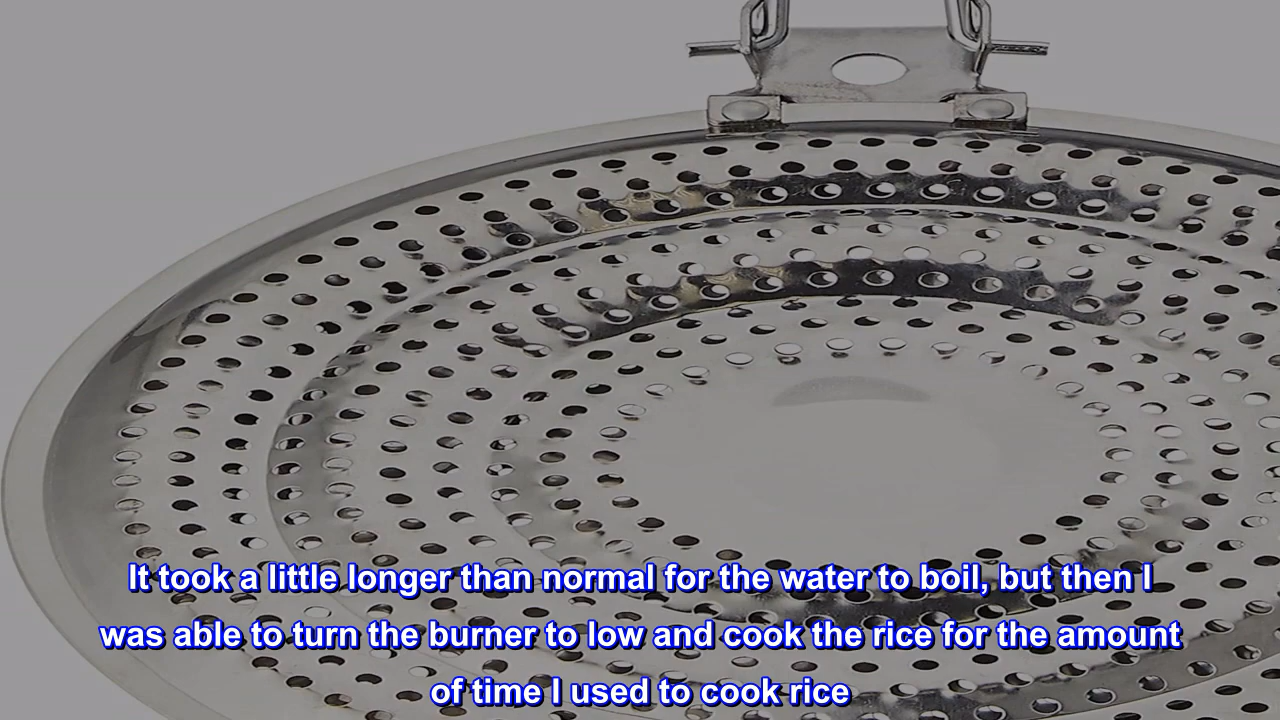 It took a little longer than normal for the water to boil, but then I
was able to turn the burner to low and cook the rice for the amount
of time I used to cook rice